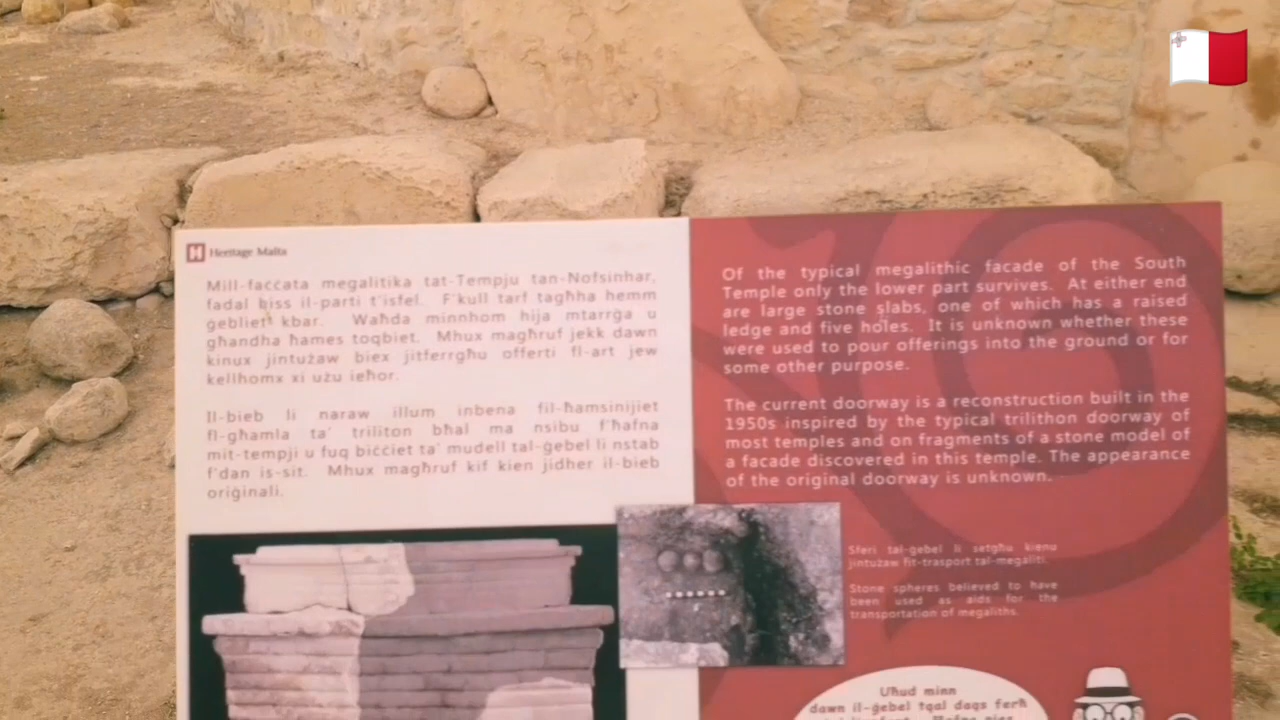 Heritage Malta
Mill-faċċata megalitika tat-Tempju tan-Nofsinhar,
fadal biss il-parti t'isfel. F'kull tarf tagħha hemm
ġebliet kbar. Waħda minnhom hija mtarrġa u
għandha ħames toqbiet. Mhux magħruf jekk dawn
kinux jintużaw biex jitferrgħu offerti fl-art jew
kellhomx xi użu ieħor.
Il-bieb li naraw illum inbena fil-ħamsinijiet
fl-għamla ta' triliton bħal ma nsibu f'ħafna
mit-tempji u fuq biċċiet ta' mudell tal-ġebel li nstab
f'dan is-sit. Mhux magħruf kif kien jidher il-bieb
oriġinali.
Of the typical megalithic facade of the South
Temple only the lower part survives. At either end
are large stone slabs, one of which has a raised
ledge and five holes. It is unknown whether these
were used to pour offerings into the ground or for
some other purpose.
The current doorway is a reconstruction built in the
1950s inspired by the typical trilithon doorway of
most temples and on fragments of a stone model of
a facade discovered in this temple. The appearance
of the original doorway is unknown.
Sferi tal-ġebel li setgħu kienu
jintużaw fit-trasport tal-megaliti.
Stone spheres believed to have
been used as aids for the
transportation of megaliths.
Uħud minn
dawn il-ġebel tqal daqs ferħ